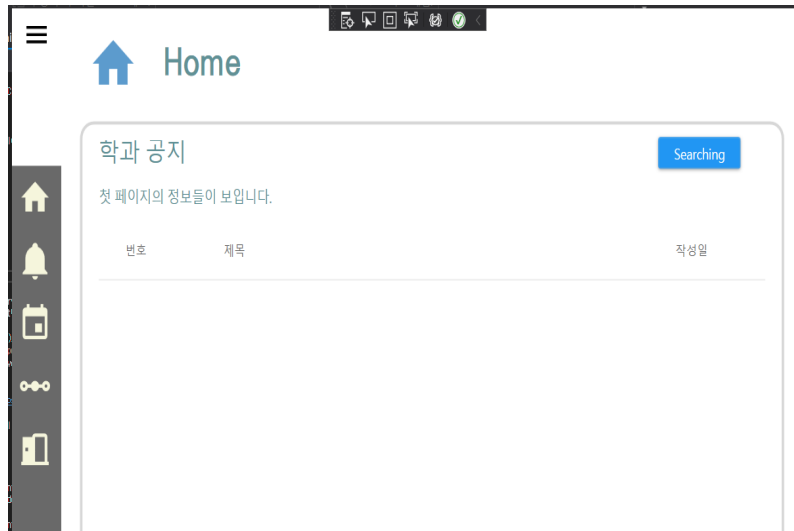 Home
학과 공지
Searching
첫 페이지의 정보들이 보입니다.
번호 제목 작성일